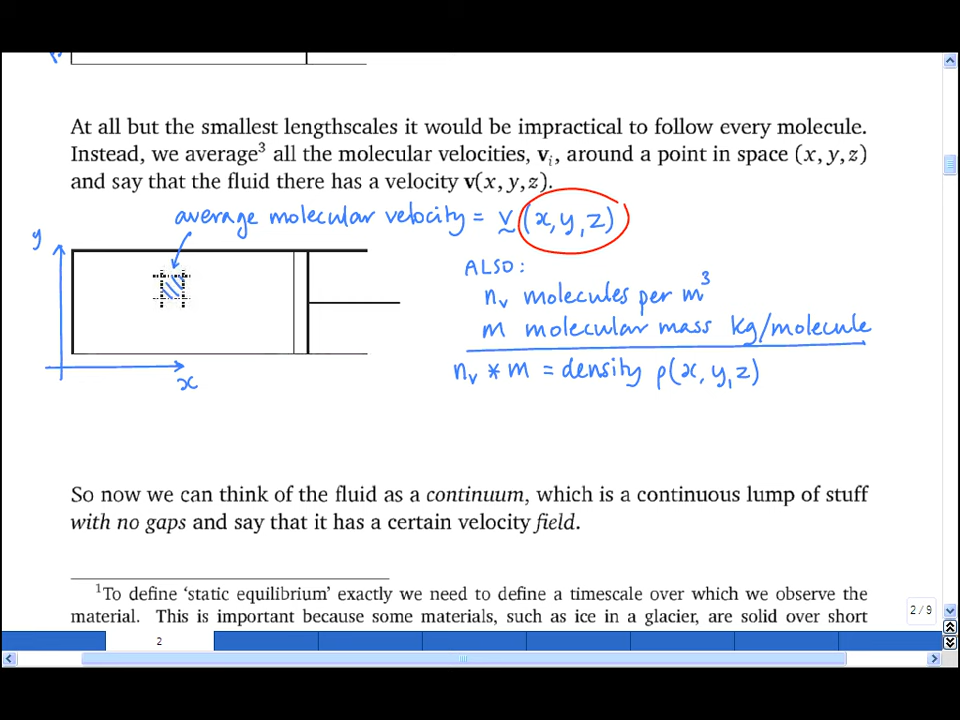 At all but the smallest lengthscales it would be impractical to follow every molecule.
Instead, we average³ all the molecular velocities, vᵢ, around a point in space (x, y, z)
and say that the fluid there has a velocity v(x, y, z).
average molecular velocity = v (x, y, z)
y
ALSO:
nᵥ molecules per m³
m molecular mass kg/molecule
nᵥ * m = density ρ(x, y, z)
x
So now we can think of the fluid as a continuum, which is a continuous lump of stuff
with no gaps and say that it has a certain velocity field.
¹To define ‘static equilibrium’ exactly we need to define a timescale over which we observe the
material. This is important because some materials, such as ice in a glacier, are solid over short
2 / 9
2